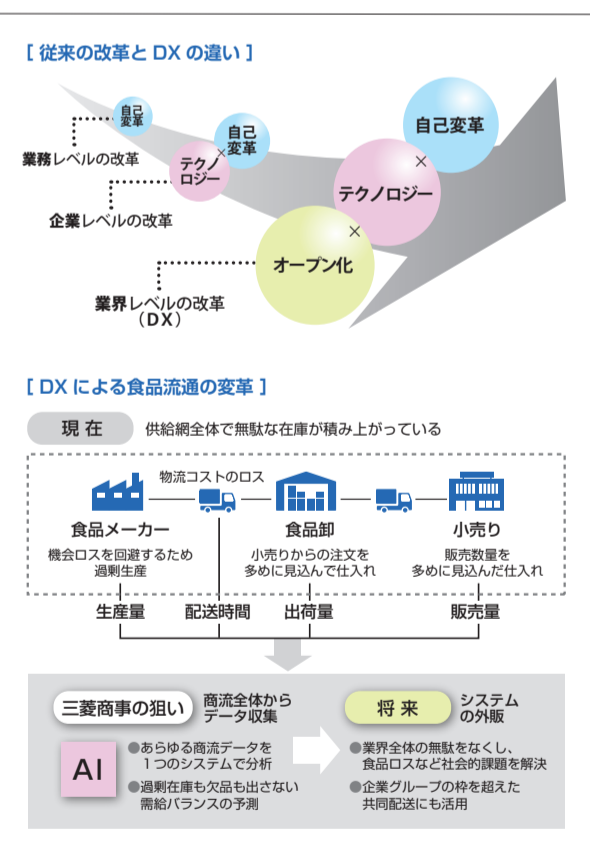 [ 従来の改革と DX の違い ]
自己
変革
業務レベルの改革
自己
変革
×
テクノ
ロジー
企業レベルの改革
自己変革
×
テクノロジー
×
オープン化
業界レベルの改革
(DX)
[ DX による食品流通の変革 ]
現 在
供給網全体で無駄な在庫が積み上がっている
物流コストのロス
食品メーカー
食品卸
小売り
機会ロスを回避するため
過剰生産
小売りからの注文を
多めに見込んで仕入れ
販売数量を
多めに見込んだ仕入れ
生産量
配送時間
出荷量
販売量
三菱商事の狙い
商流全体から
データ収集
AI
●あらゆる商流データを
１つのシステムで分析
●過剰在庫も欠品も出さない
需給バランスの予測
将 来
システム
の外販
●業界全体の無駄をなくし、
食品ロスなど社会的課題を解決
●企業グループの枠を超えた
共同配送にも活用